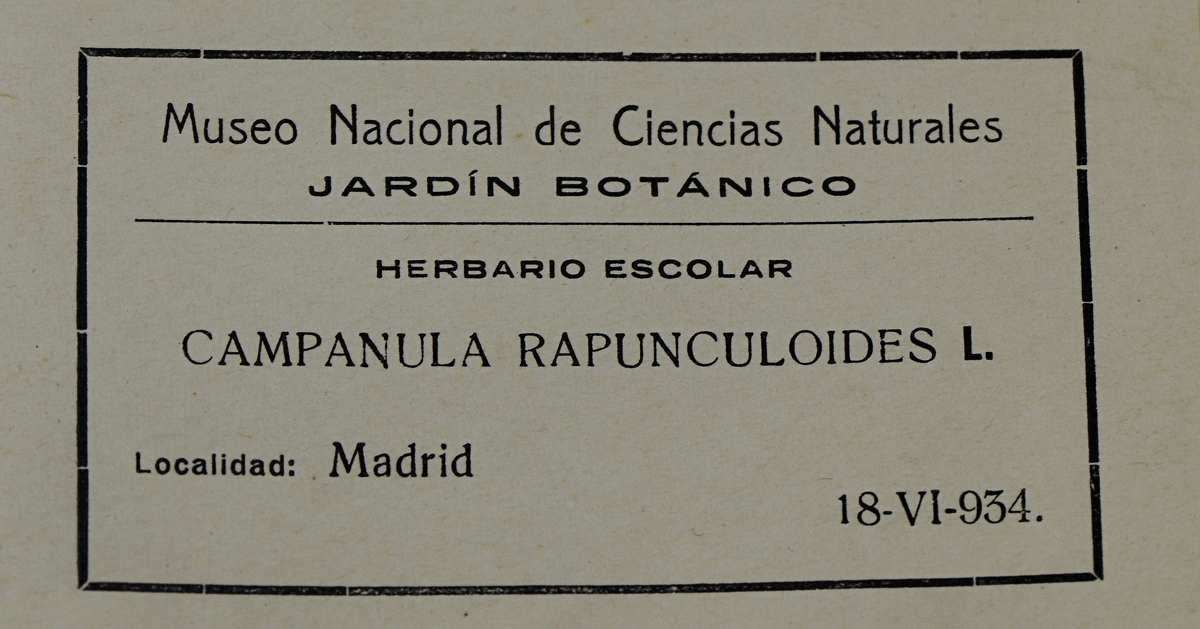 Museo Nacional de Ciencias Naturales
JARDÍN BOTÁNICO
HERBARIO ESCOLAR
CAMPANULA RAPUNCULOIDES L.
Localidad: Madrid
18-VI-934.